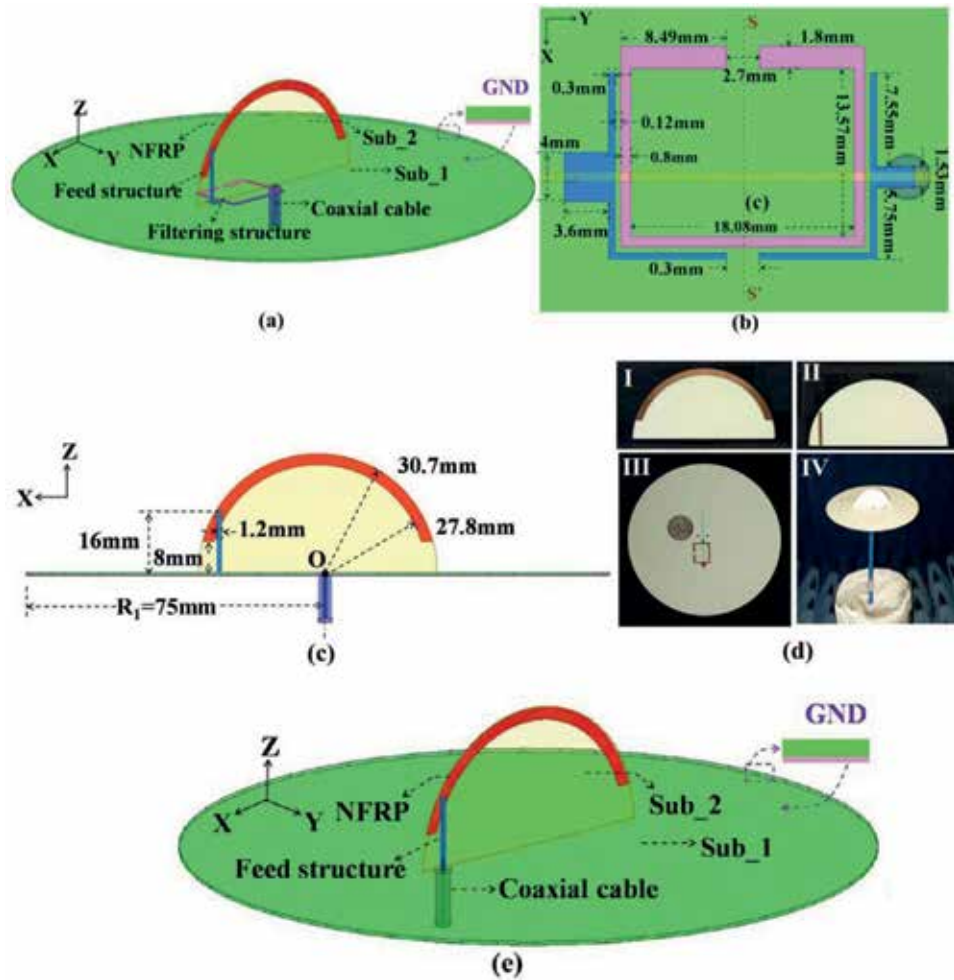 Z
X
Y
NFRP
Feed structure
Filtering structure
Sub_2
Sub_1
Coaxial cable
GND
(a)
Y
X
S
8.49mm
1.8mm
2.7mm
0.3mm
0.12mm
4mm
0.8mm
13.57mm
7.55mm
1.53mm
5.75mm
(c)
3.6mm
18.08mm
0.3mm
S'
(b)
Z
X
30.7mm
27.8mm
16mm
1.2mm
8mm
O
R1=75mm
(c)
I
II
III
IV
(d)
Z
X
Y
NFRP
Feed structure
Sub_2
Sub_1
Coaxial cable
GND
(e)